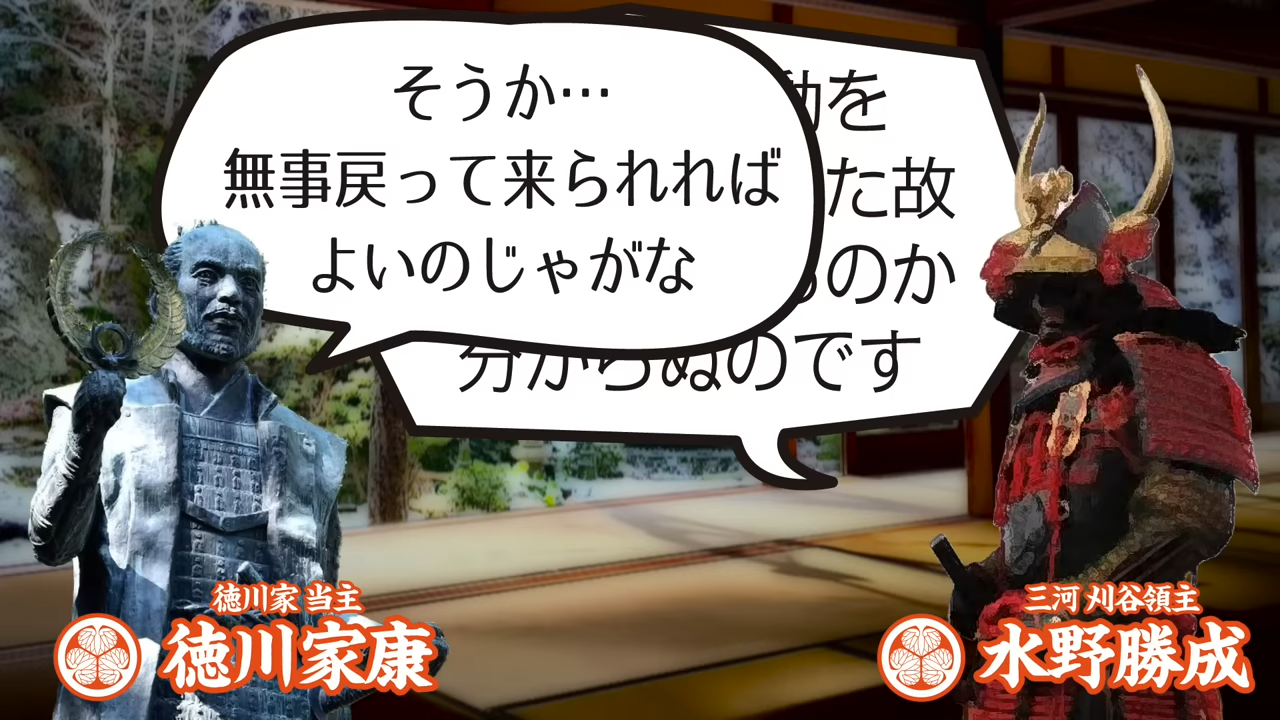 そうか…
無事戻って来られれば
よいのじゃがな
動を
た故
のか
分からぬのです
徳川家 当主
徳川家康
三河 刈谷領主
水野勝成